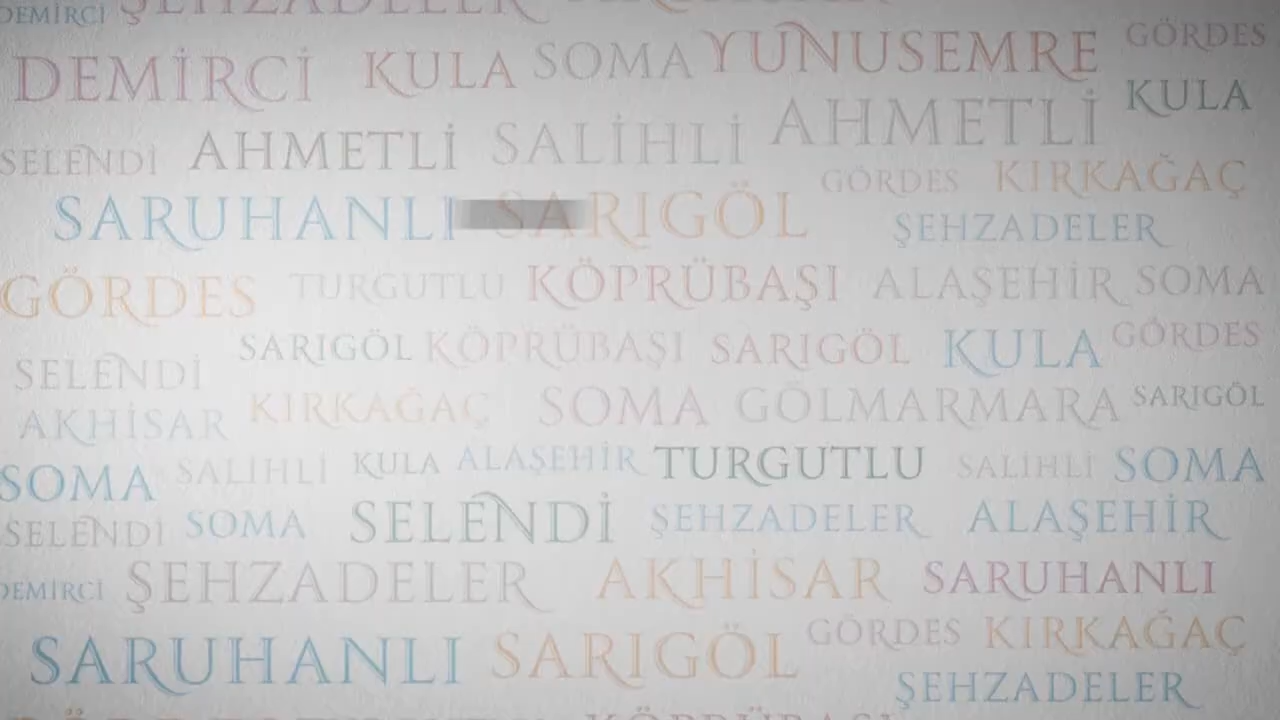 DEMİRCİ ŞEHZADELER
DEMİRCİ KULA SOMA YUNUSEMRE GÖRDES
KULA
SELENDİ AHMETLİ SALİHLİ AHMETLİ
GÖRDES KIRKAĞAÇ
SARUHANLI SARIGÖL ŞEHZADELER
GÖRDES TURGUTLU KÖPRÜBAŞI ALAŞEHİR SOMA
SELENDİ SARIGÖL KÖPRÜBAŞI SARIGÖL KULA GÖRDES
AKHİSAR KIRKAĞAÇ SOMA GÖLMARMARA SARIGÖL
SOMA SALİHLİ KULA ALAŞEHİR TURGUTLU SALİHLİ SOMA
SELENDİ SOMA SELENDİ ŞEHZADELER ALAŞEHİR
DEMİRCİ ŞEHZADELER AKHİSAR SARUHANLI
SARUHANLI SARIGÖL GÖRDES KIRKAĞAÇ
ŞEHZADELER
KÖPRÜBAŞI